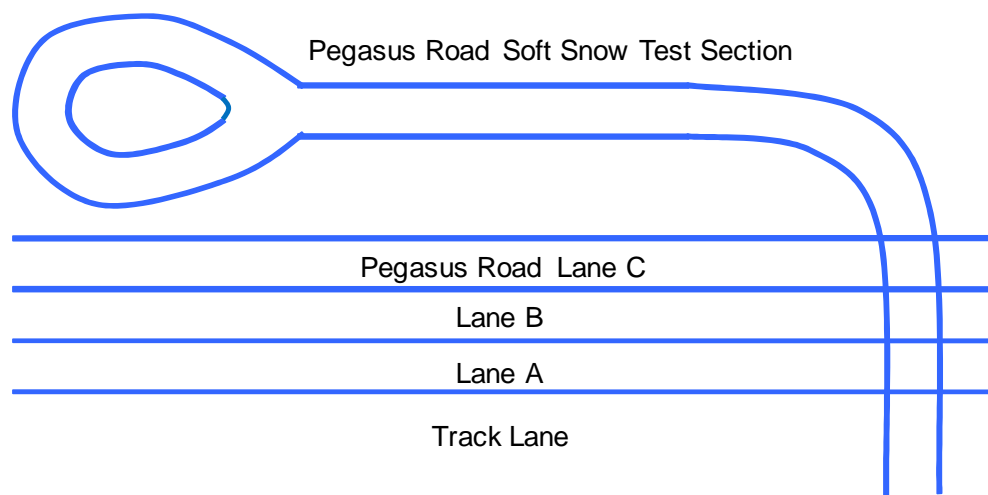 Pegasus Road Soft Snow Test Section
Pegasus Road Lane C
Lane B
Lane A
Track Lane